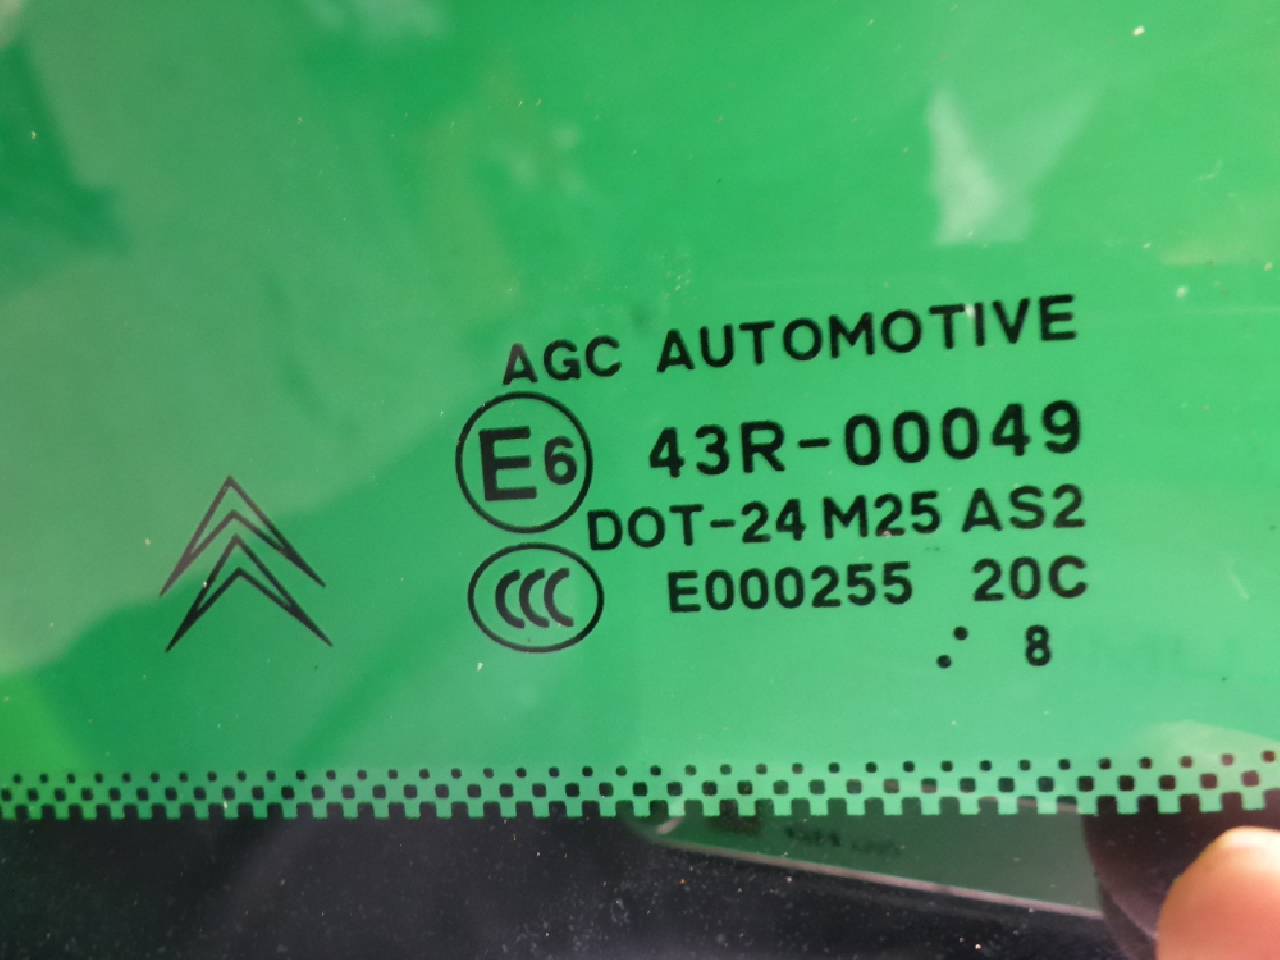 AGC AUTOMOTIVE
E6 43R-00049
DOT-24 M25 AS2
CCC E000255 20C
8